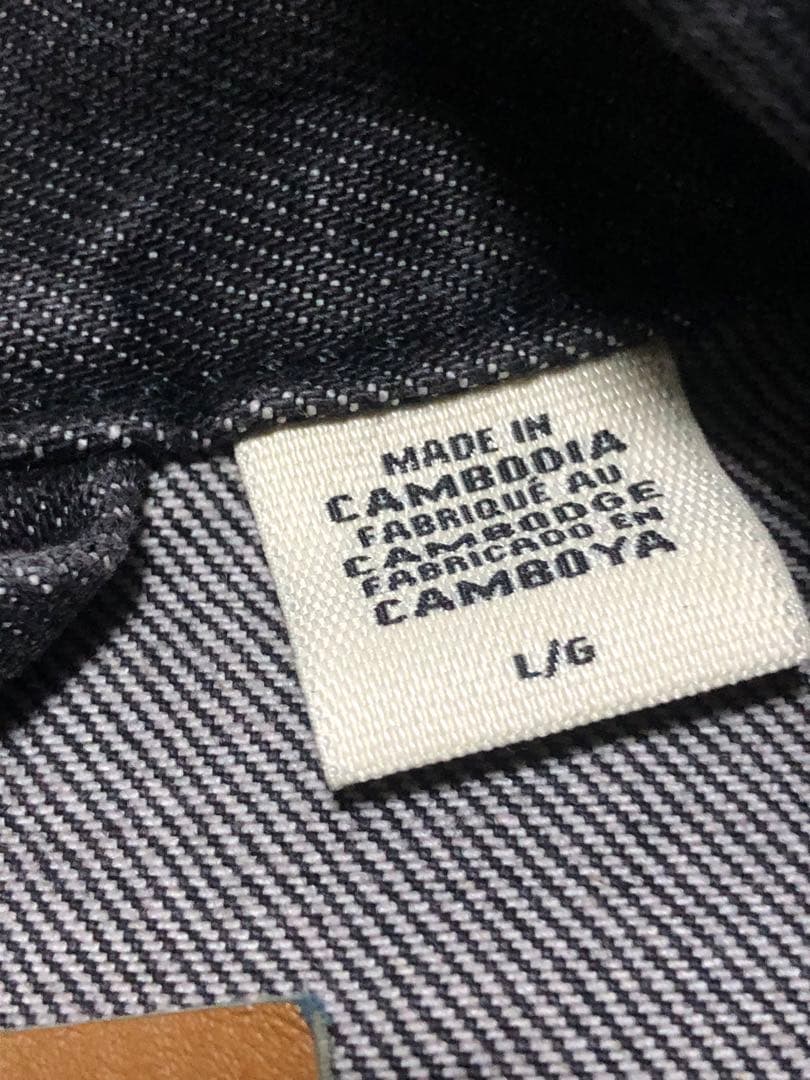 MADE IN
CAMBODIA
FABRIQUÉ AU
CAMBODGE
FABRICADO EN
CAMBOYA
L/G